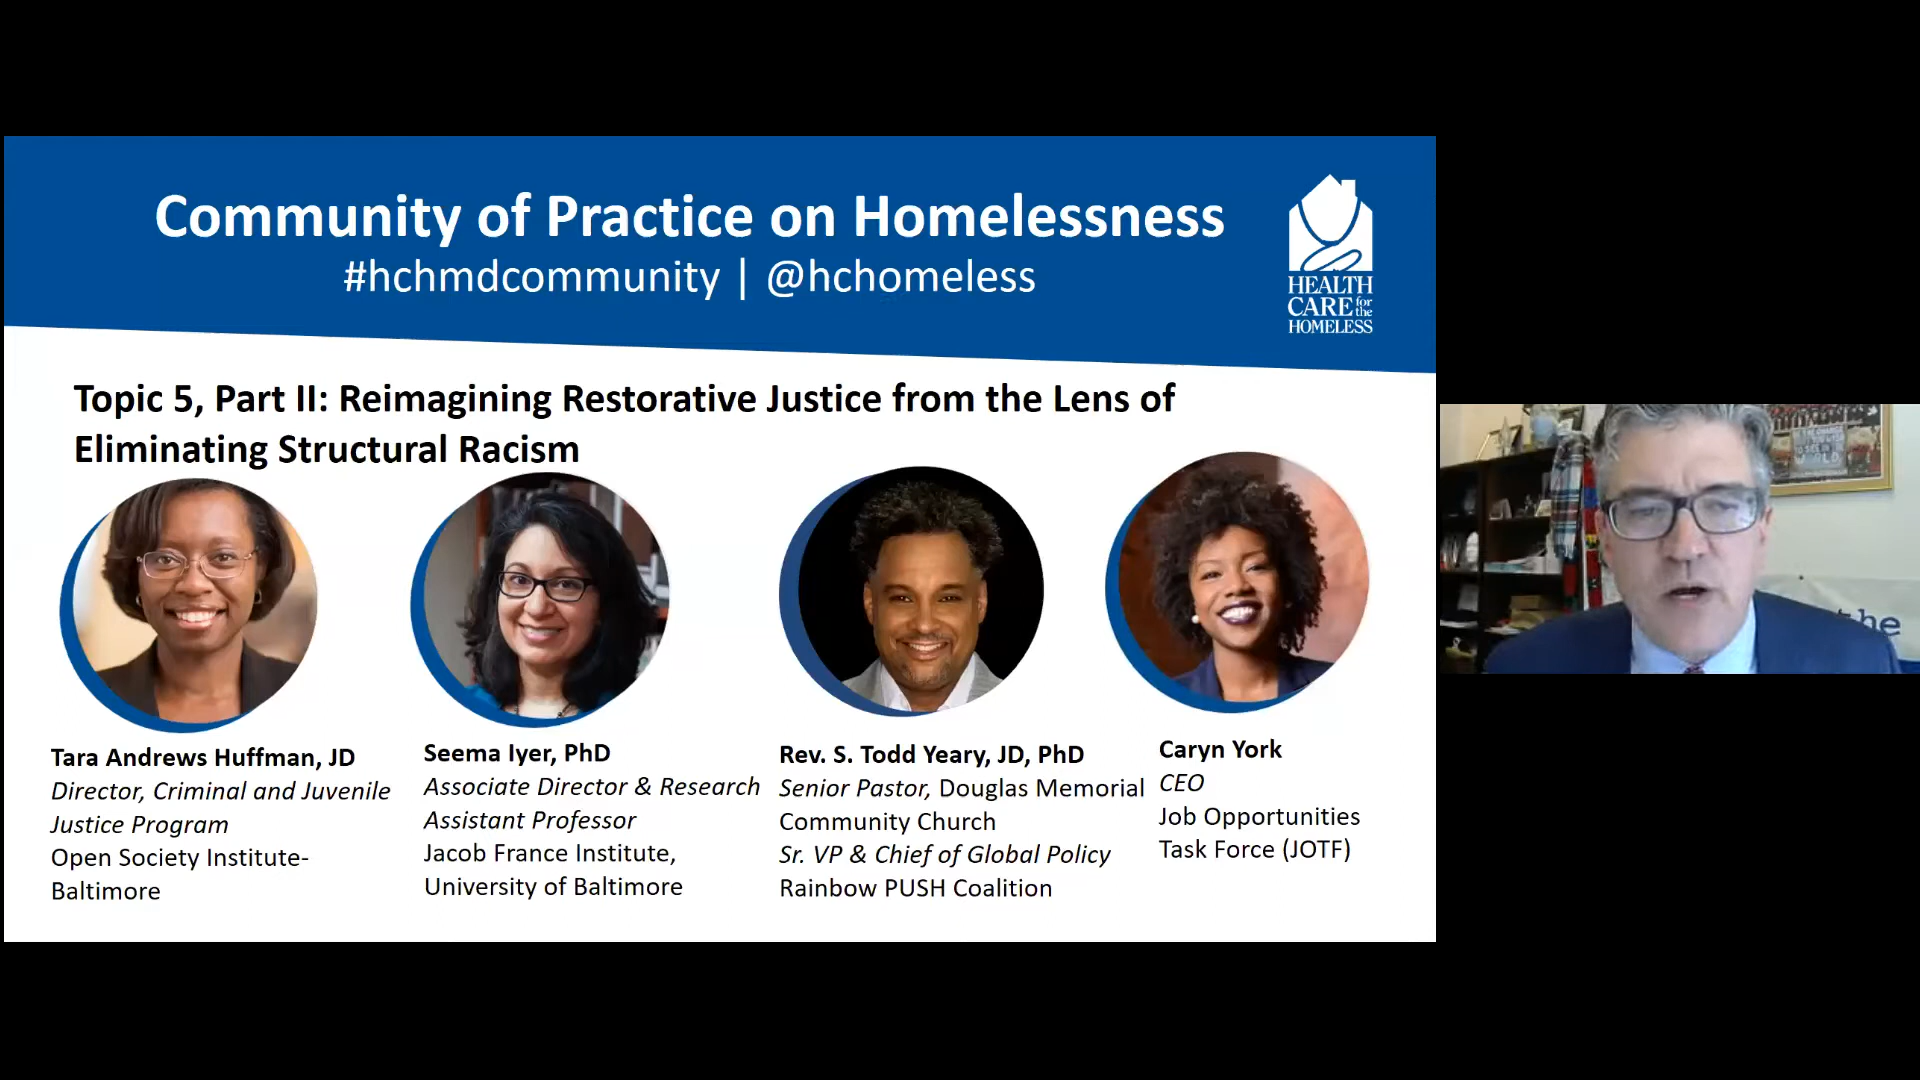 Community of Practice on Homelessness
#hchmdcommunity | @hchomeless
HEALTH
CARE for the
HOMELESS
Topic 5, Part II: Reimagining Restorative Justice from the Lens of
Eliminating Structural Racism
Tara Andrews Huffman, JD
Director, Criminal and Juvenile
Justice Program
Open Society Institute-
Baltimore
Seema Iyer, PhD
Associate Director & Research
Assistant Professor
Jacob France Institute,
University of Baltimore
Rev. S. Todd Yeary, JD, PhD
Senior Pastor, Douglas Memorial
Community Church
Sr. VP & Chief of Global Policy
Rainbow PUSH Coalition
Caryn York
CEO
Job Opportunities
Task Force (JOTF)
the